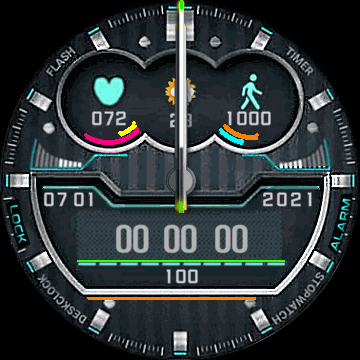 FLASH
TIMER
072
1000
07 01
2021
00 00 00
100
LOCK
ALARM
DESKCLOCK
STOPWATCH